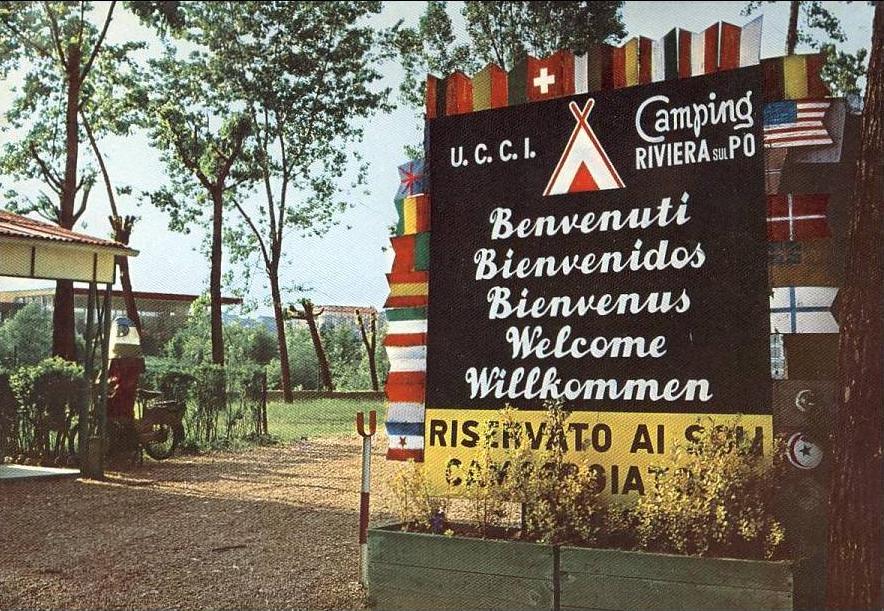 U. C. C. I.
Camping
RIVIERA SUL PO
Benvenuti
Bienvenidos
Bienvenus
Welcome
Willkommen
RISERVATO AI SOLI